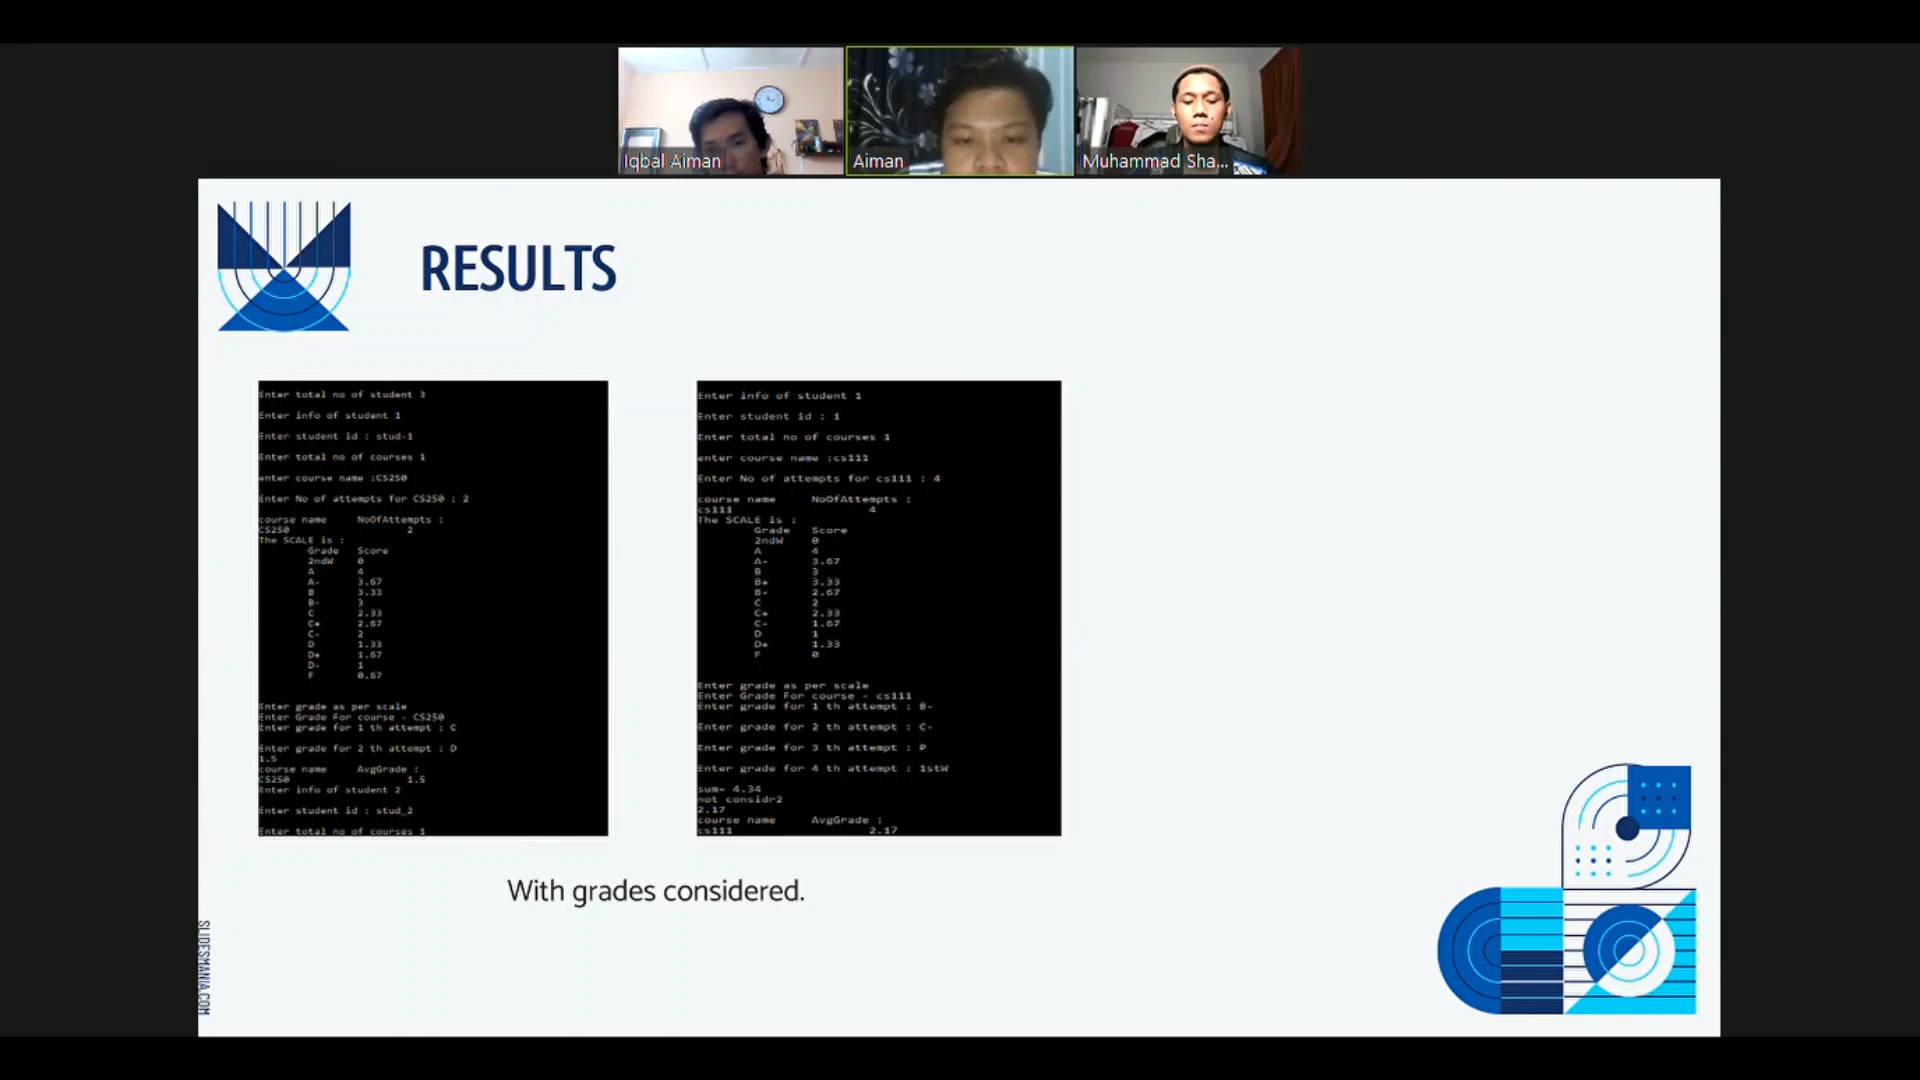 Iqbal Aiman
Aiman
Muhammad Sha...
RESULTS
Enter total no of student 3
Enter info of student 1
Enter student id : stud-1
Enter total no of courses 1
enter course name :CS250
Enter No of attempts for CS250 : 2
course name NoOfAttempts :
CS250 2
The SCALE is :
Grade Score
2ndW 0
A 4
A- 3.67
B 3.33
B- 3
C 2.33
C+ 2.67
C- 2
D 1.33
D+ 1.67
D- 1
F 0.67
Enter grade as per scale
Enter Grade For course - CS250
Enter grade for 1 th attempt : C
Enter grade for 2 th attempt : D
1.5
course name AvgGrade :
CS250 1.5
Enter info of student 2
Enter student id : stud_2
Enter total no of courses 1
Enter info of student 1
Enter student id : 1
Enter total no of courses 1
enter course name :cs111
Enter No of attempts for cs111 : 4
course name NoOfAttempts :
cs111 4
The SCALE is :
Grade Score
2ndW 0
A 4
A- 3.67
B 3
B+ 3.33
B- 2.67
C 2
C+ 2.33
C- 1.67
D 1
D+ 1.33
F 0
Enter grade as per scale
Enter Grade For course - cs111
Enter grade for 1 th attempt : B-
Enter grade for 2 th attempt : C-
Enter grade for 3 th attempt : P
Enter grade for 4 th attempt : 1stW
sum= 4.34
not considr2
2.17
course name AvgGrade :
cs111 2.17
With grades considered.
SLIDESMANIA.COM